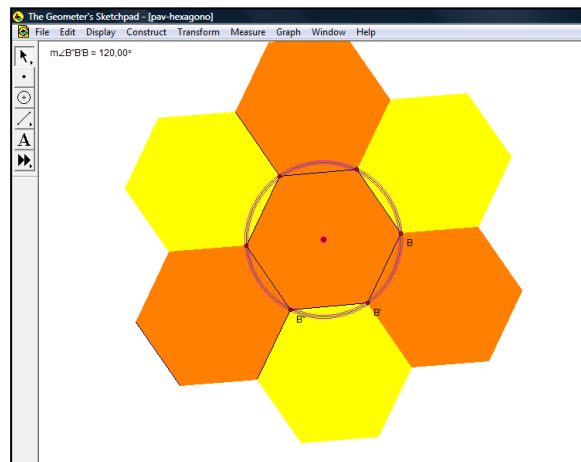 The Geometer's Sketchpad - [pav-hexagono]
File Edit Display Construct Transform Measure Graph Window Help
m∠B"B'B = 120,00°
A
B
B'
B"